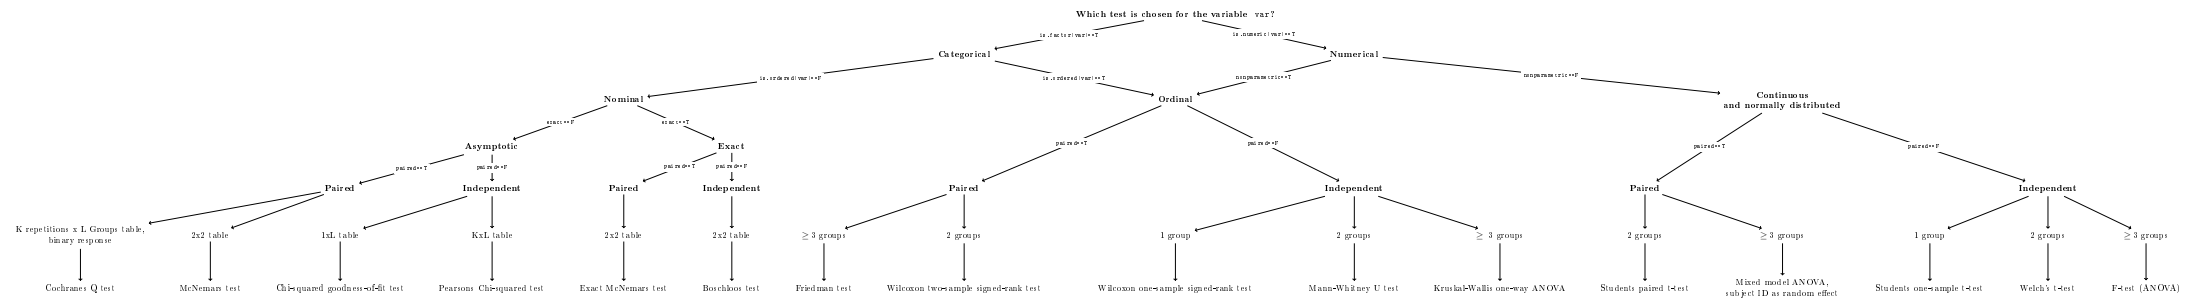 Which test is chosen for the variable var?
is.factor(var)==T
is.numeric(var)==T
Categorical
Numerical
is.ordered(var)==F
is.ordered(var)==T
nonparametric==T
nonparametric==F
Nominal
Ordinal
Continuous
and normally distributed
exact==F
exact==T
paired==T
paired==F
paired==T
paired==F
Asymptotic
Exact
paired==T
paired==F
paired==T
paired==F
Paired
Independent
Paired
Independent
Paired
Independent
Paired
Independent
K repetitions x L Groups table,
binary response
2x2 table
1xL table
KxL table
2x2 table
2x2 table
≥ 3 groups
2 groups
1 group
2 groups
≥ 3 groups
2 groups
≥ 3 groups
1 group
2 groups
≥ 3 groups
Cochranes Q test
McNemars test
Chi-squared goodness-of-fit test
Pearsons Chi-squared test
Exact McNemars test
Boschloos test
Friedman test
Wilcoxon two-sample signed-rank test
Wilcoxon one-sample signed-rank test
Mann-Whitney U test
Kruskal-Wallis one-way ANOVA
Students paired t-test
Mixed model ANOVA,
subject ID as random effect
Students one-sample t-test
Welch's t-test
F-test (ANOVA)